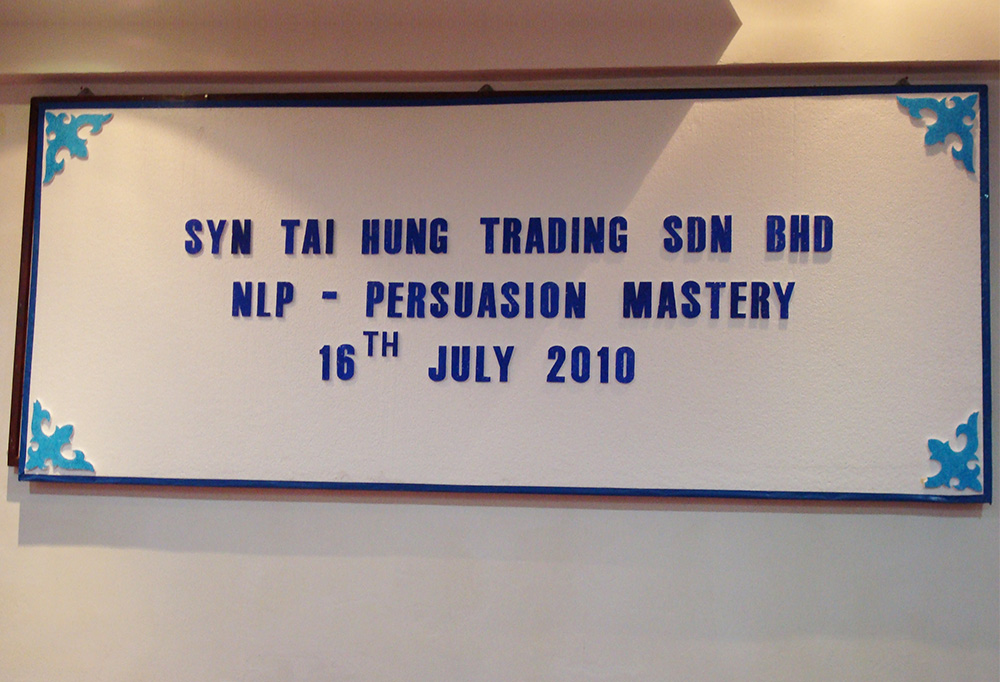 SYN TAI HUNG TRADING SDN BHD
NLP - PERSUASION MASTERY
16TH JULY 2010